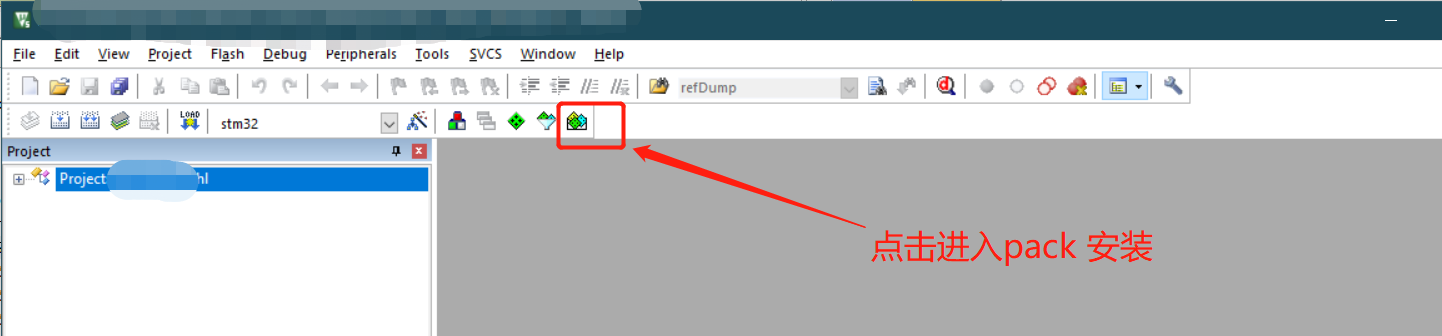 File Edit View Project Flash Debug Peripherals Tools SVCS Window Help
refDump
LOAD stm32
Project
Project hl
点击进入pack 安装